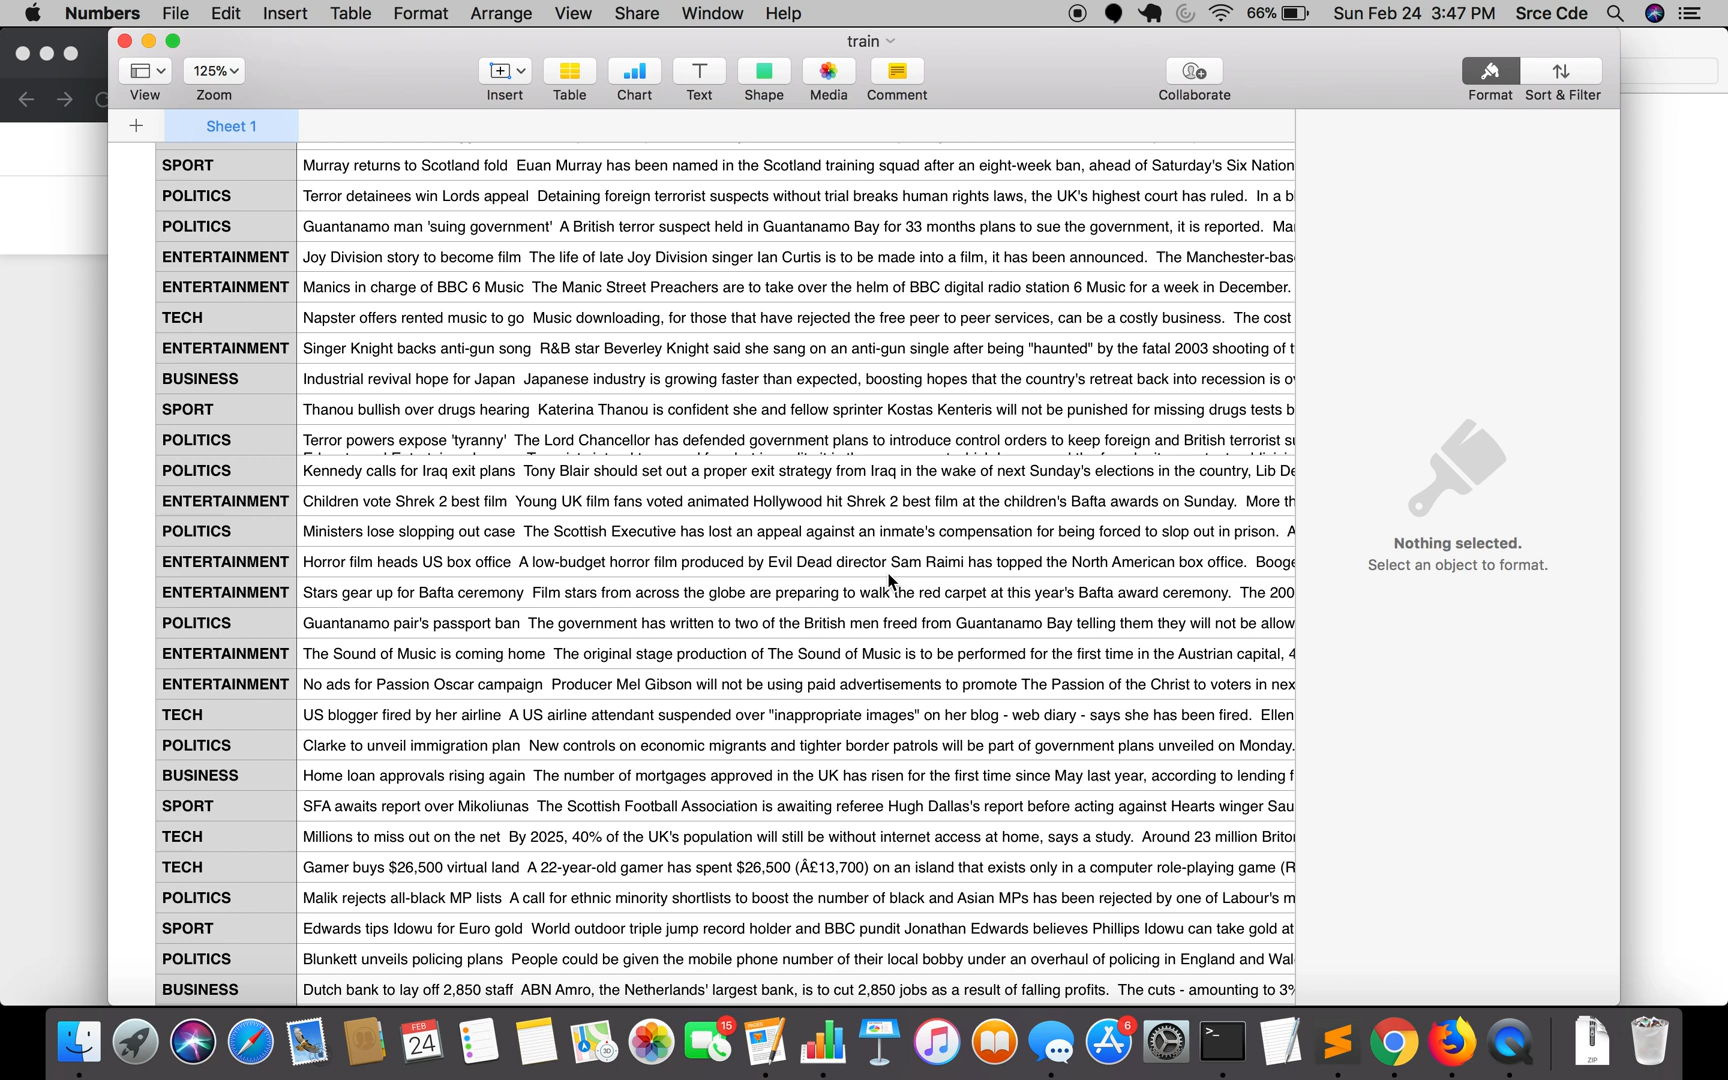 Numbers File Edit Insert Table Format Arrange View Share Window Help 66% Sun Feb 24 3:47 PM Srce Cde
train
125%
View Zoom Insert Table Chart Text Shape Media Comment Collaborate Format Sort & Filter
Sheet 1
SPORT Murray returns to Scotland fold Euan Murray has been named in the Scotland training squad after an eight-week ban, ahead of Saturday's Six Nation
POLITICS Terror detainees win Lords appeal Detaining foreign terrorist suspects without trial breaks human rights laws, the UK's highest court has ruled. In a b
POLITICS Guantanamo man 'suing government' A British terror suspect held in Guantanamo Bay for 33 months plans to sue the government, it is reported. Ma
ENTERTAINMENT Joy Division story to become film The life of late Joy Division singer Ian Curtis is to be made into a film, it has been announced. The Manchester-bas
ENTERTAINMENT Manics in charge of BBC 6 Music The Manic Street Preachers are to take over the helm of BBC digital radio station 6 Music for a week in December.
TECH Napster offers rented music to go Music downloading, for those that have rejected the free peer to peer services, can be a costly business. The cost
ENTERTAINMENT Singer Knight backs anti-gun song R&B star Beverley Knight said she sang on an anti-gun single after being "haunted" by the fatal 2003 shooting of t
BUSINESS Industrial revival hope for Japan Japanese industry is growing faster than expected, boosting hopes that the country's retreat back into recession is o
SPORT Thanou bullish over drugs hearing Katerina Thanou is confident she and fellow sprinter Kostas Kenteris will not be punished for missing drugs tests b
POLITICS Terror powers expose 'tyranny' The Lord Chancellor has defended government plans to introduce control orders to keep foreign and British terrorist su
POLITICS Kennedy calls for Iraq exit plans Tony Blair should set out a proper exit strategy from Iraq in the wake of next Sunday's elections in the country, Lib De
ENTERTAINMENT Children vote Shrek 2 best film Young UK film fans voted animated Hollywood hit Shrek 2 best film at the children's Bafta awards on Sunday. More th
POLITICS Ministers lose slopping out case The Scottish Executive has lost an appeal against an inmate's compensation for being forced to slop out in prison. A
ENTERTAINMENT Horror film heads US box office A low-budget horror film produced by Evil Dead director Sam Raimi has topped the North American box office. Booge
ENTERTAINMENT Stars gear up for Bafta ceremony Film stars from across the globe are preparing to walk the red carpet at this year's Bafta award ceremony. The 200
POLITICS Guantanamo pair's passport ban The government has written to two of the British men freed from Guantanamo Bay telling them they will not be allow
ENTERTAINMENT The Sound of Music is coming home The original stage production of The Sound of Music is to be performed for the first time in the Austrian capital, 4
ENTERTAINMENT No ads for Passion Oscar campaign Producer Mel Gibson will not be using paid advertisements to promote The Passion of the Christ to voters in nex
TECH US blogger fired by her airline A US airline attendant suspended over "inappropriate images" on her blog - web diary - says she has been fired. Ellen
POLITICS Clarke to unveil immigration plan New controls on economic migrants and tighter border patrols will be part of government plans unveiled on Monday.
BUSINESS Home loan approvals rising again The number of mortgages approved in the UK has risen for the first time since May last year, according to lending f
SPORT SFA awaits report over Mikoliunas The Scottish Football Association is awaiting referee Hugh Dallas's report before acting against Hearts winger Sau
TECH Millions to miss out on the net By 2025, 40% of the UK's population will still be without internet access at home, says a study. Around 23 million Brito
TECH Gamer buys $26,500 virtual land A 22-year-old gamer has spent $26,500 (Â£13,700) on an island that exists only in a computer role-playing game (R
POLITICS Malik rejects all-black MP lists A call for ethnic minority shortlists to boost the number of black and Asian MPs has been rejected by one of Labour's m
SPORT Edwards tips Idowu for Euro gold World outdoor triple jump record holder and BBC pundit Jonathan Edwards believes Phillips Idowu can take gold at
POLITICS Blunkett unveils policing plans People could be given the mobile phone number of their local bobby under an overhaul of policing in England and Wal
BUSINESS Dutch bank to lay off 2,850 staff ABN Amro, the Netherlands' largest bank, is to cut 2,850 jobs as a result of falling profits. The cuts - amounting to 3%
Nothing selected.
Select an object to format.
FEB
24
15
6
ZIP